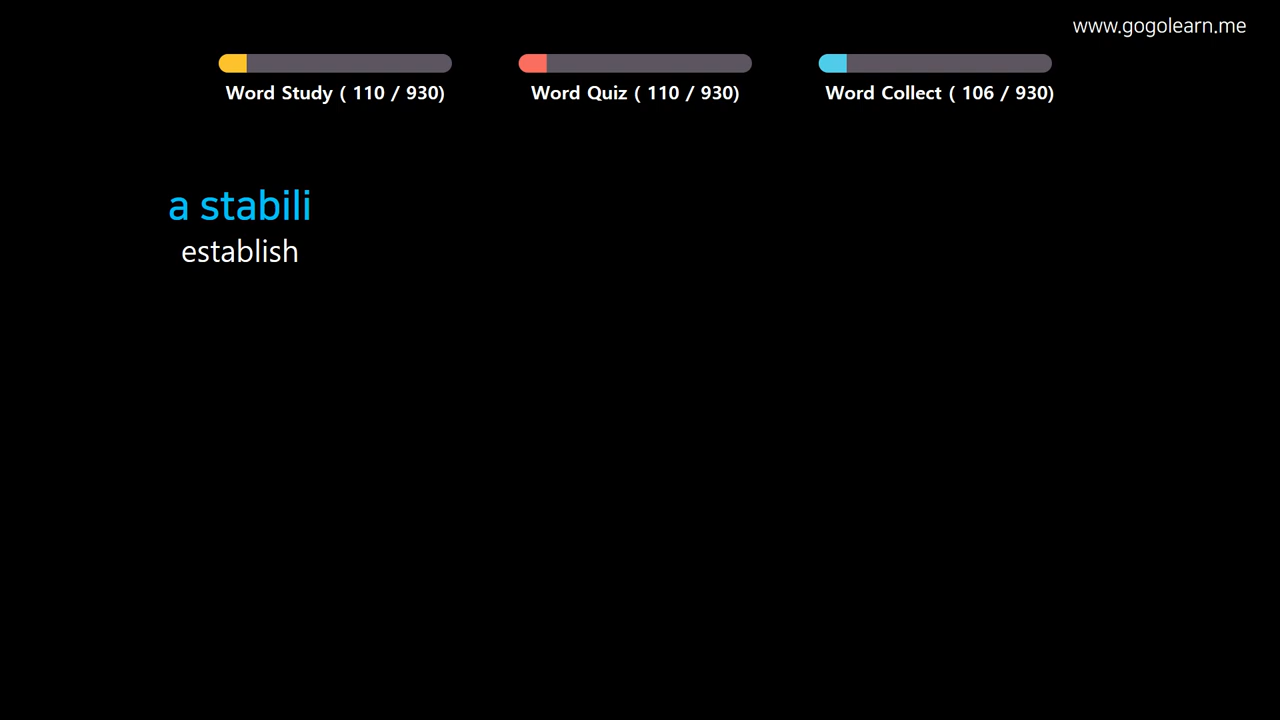 www.gogolearn.me
Word Study ( 110 / 930)
Word Quiz ( 110 / 930)
Word Collect ( 106 / 930)
a stabili
establish